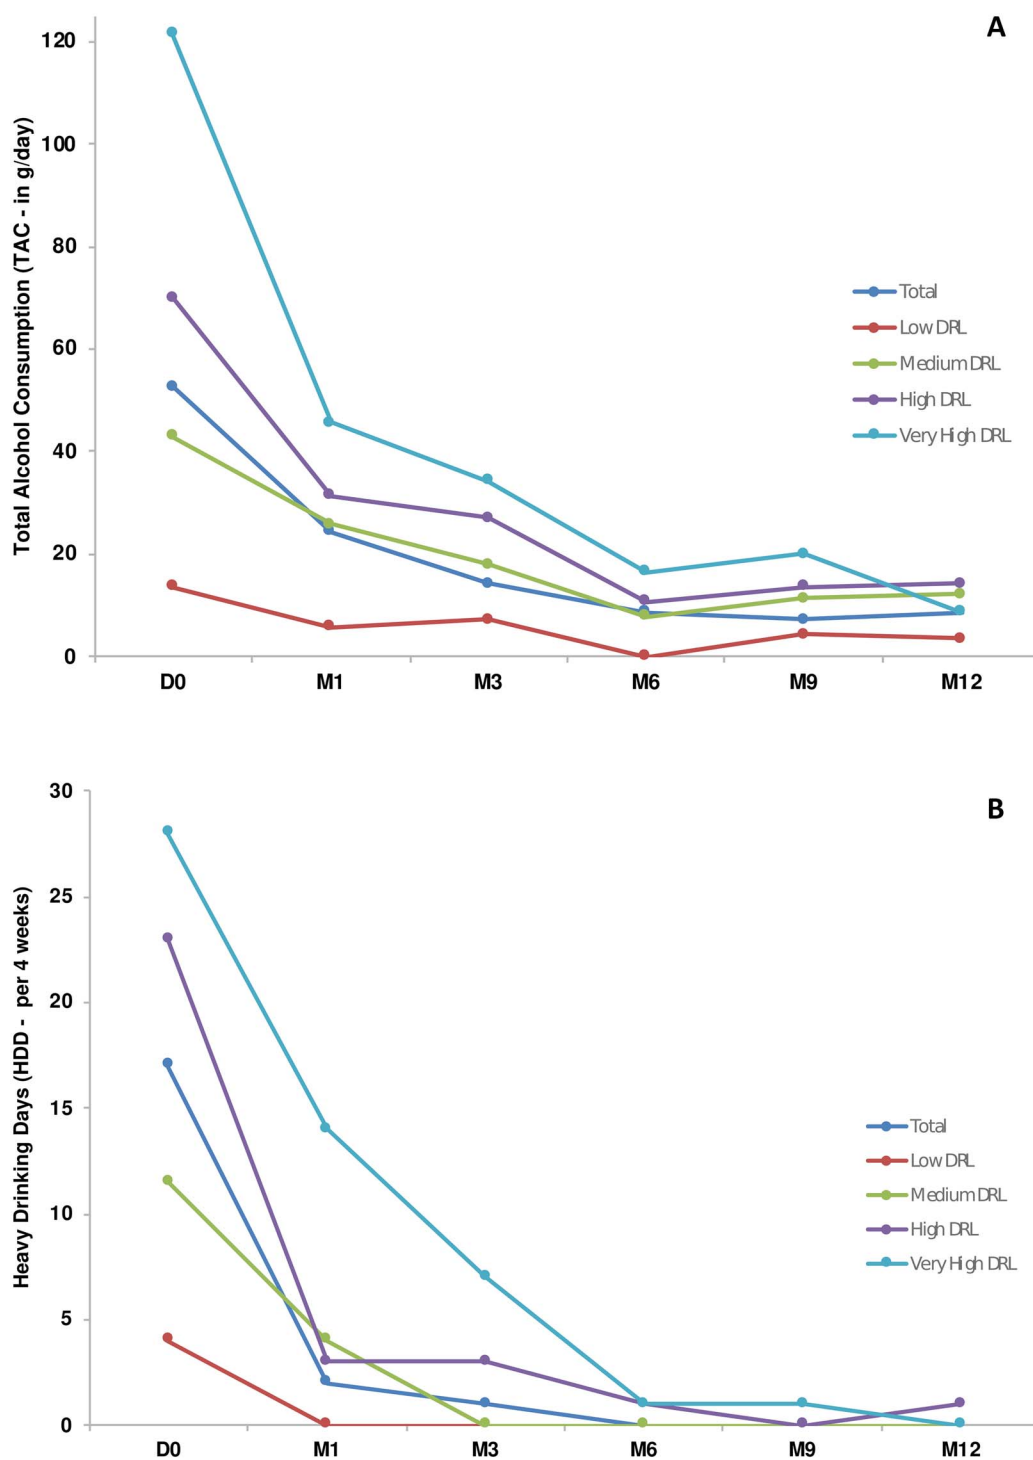 A
Total Alcohol Consumption (TAC - in g/day)
120
100
80
60
40
20
0
Total
Low DRL
Medium DRL
High DRL
Very High DRL
D0 M1 M3 M6 M9 M12
B
Heavy Drinking Days (HDD - per 4 weeks)
30
25
20
15
10
5
0
Total
Low DRL
Medium DRL
High DRL
Very High DRL
D0 M1 M3 M6 M9 M12